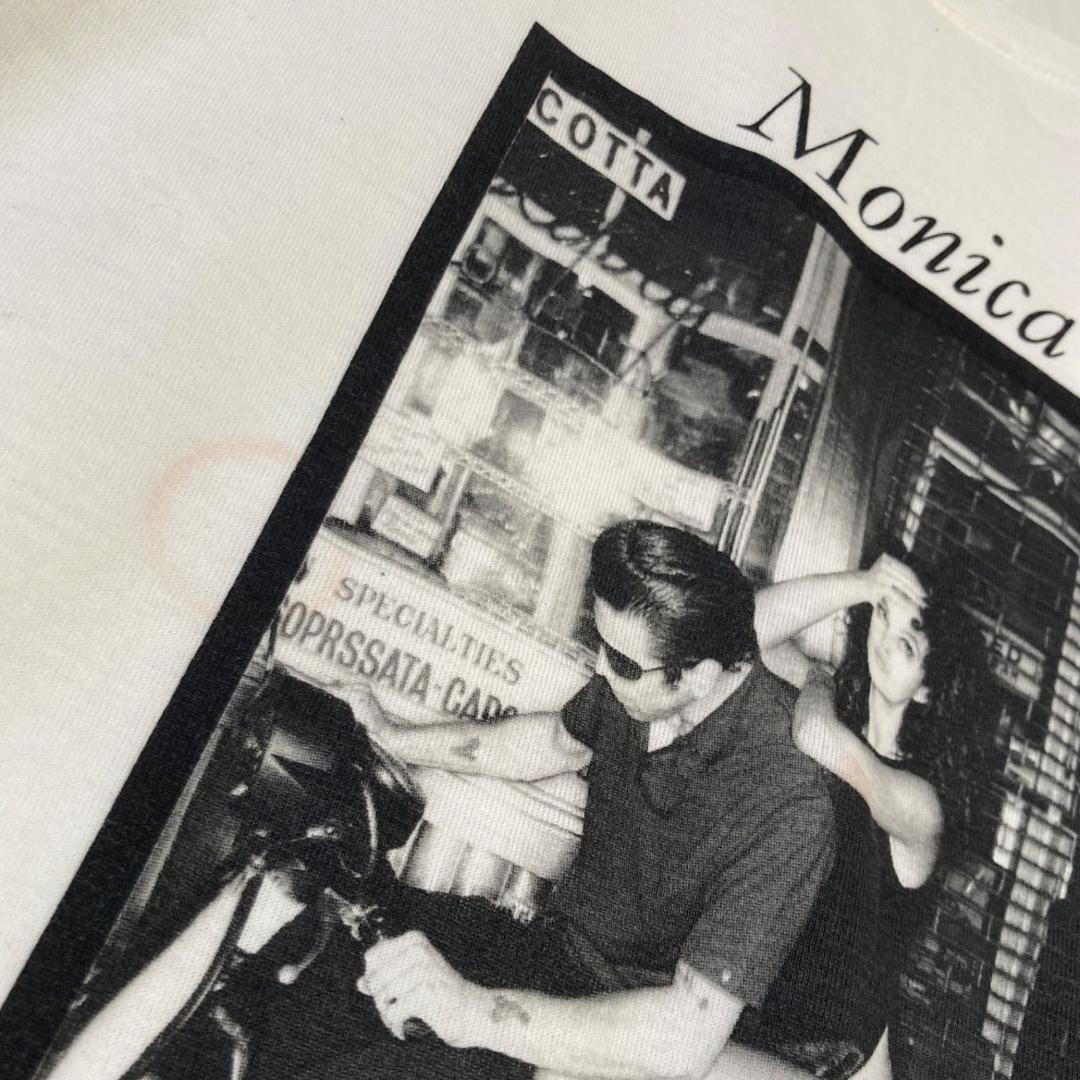 Monica
COTTA
SPECIALTIES
SOPRSSATA-CAPO